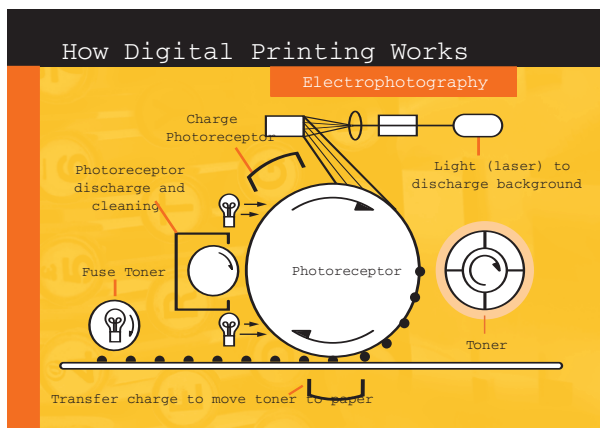 How Digital Printing Works
Electrophotography
Charge
Photoreceptor
Photoreceptor
discharge and
cleaning
Light (laser) to
discharge background
Fuse Toner
Photoreceptor
Toner
Transfer charge to move toner to paper